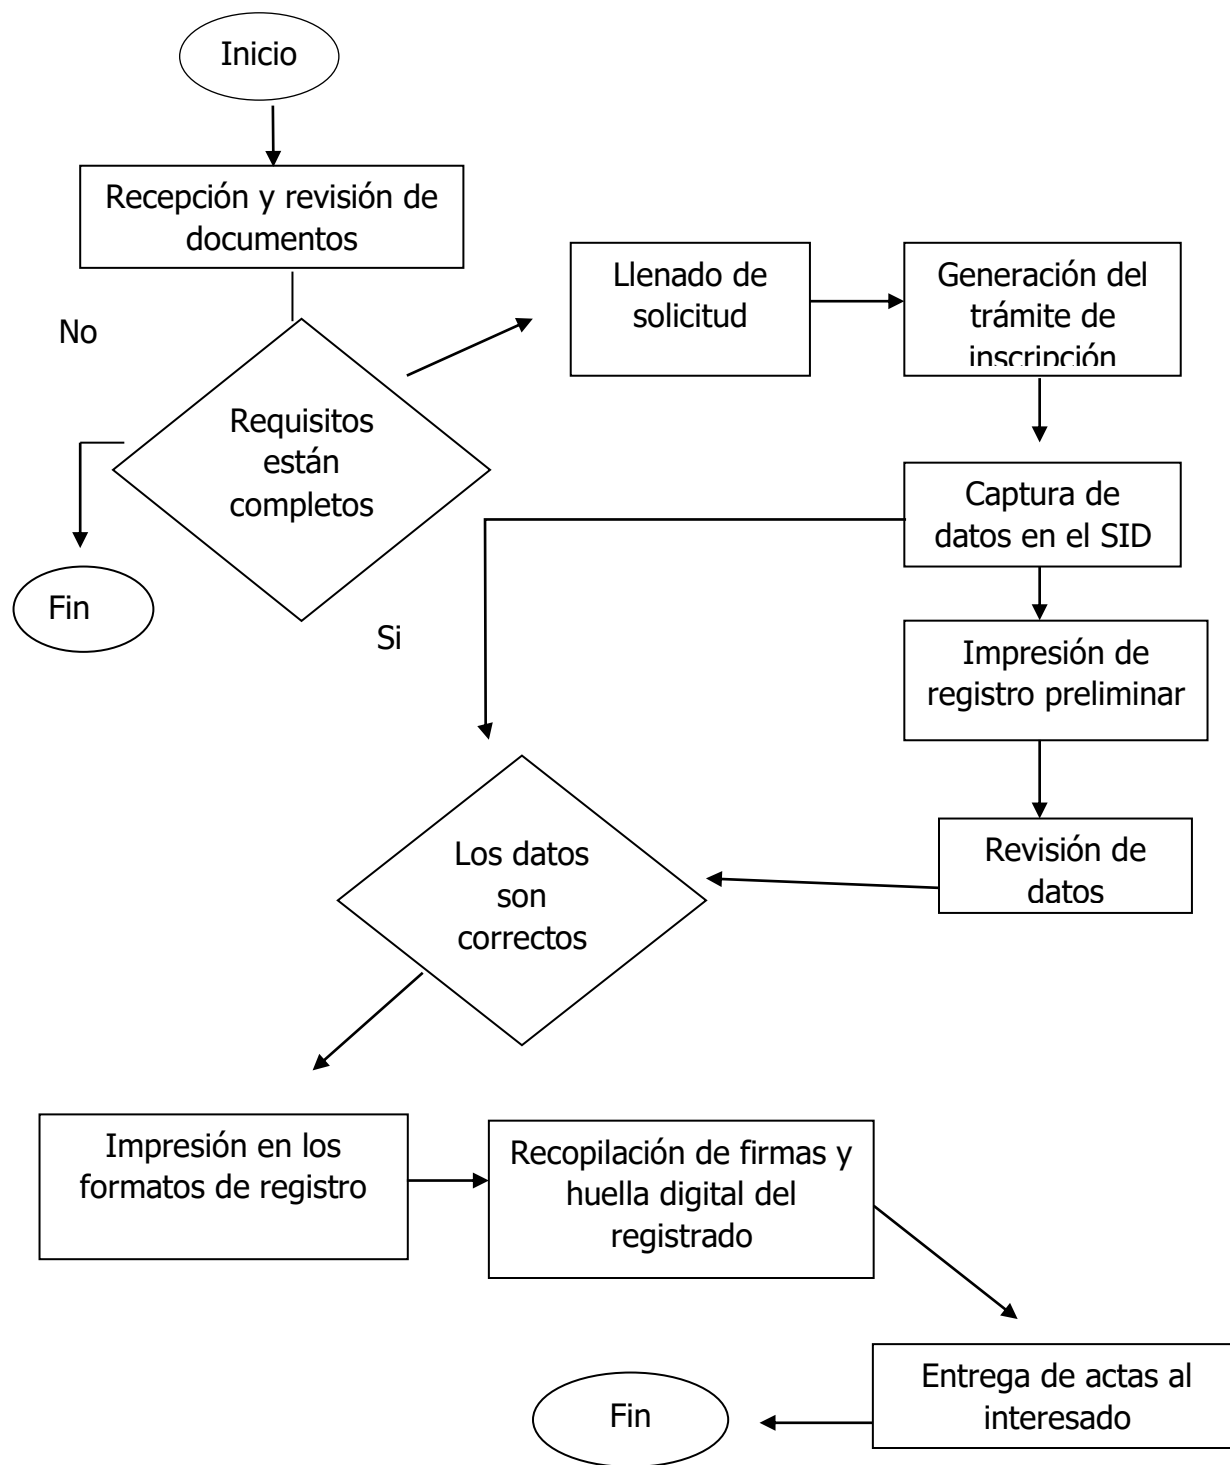 Inicio
Recepción y revisión de
documentos
No
Requisitos
están
completos
Fin
Si
Llenado de
solicitud
Generación del
trámite de
inscripción
Captura de
datos en el SID
Impresión de
registro preliminar
Revisión de
datos
Los datos
son
correctos
Impresión en los
formatos de registro
Recopilación de firmas y
huella digital del
registrado
Entrega de actas al
interesado
Fin